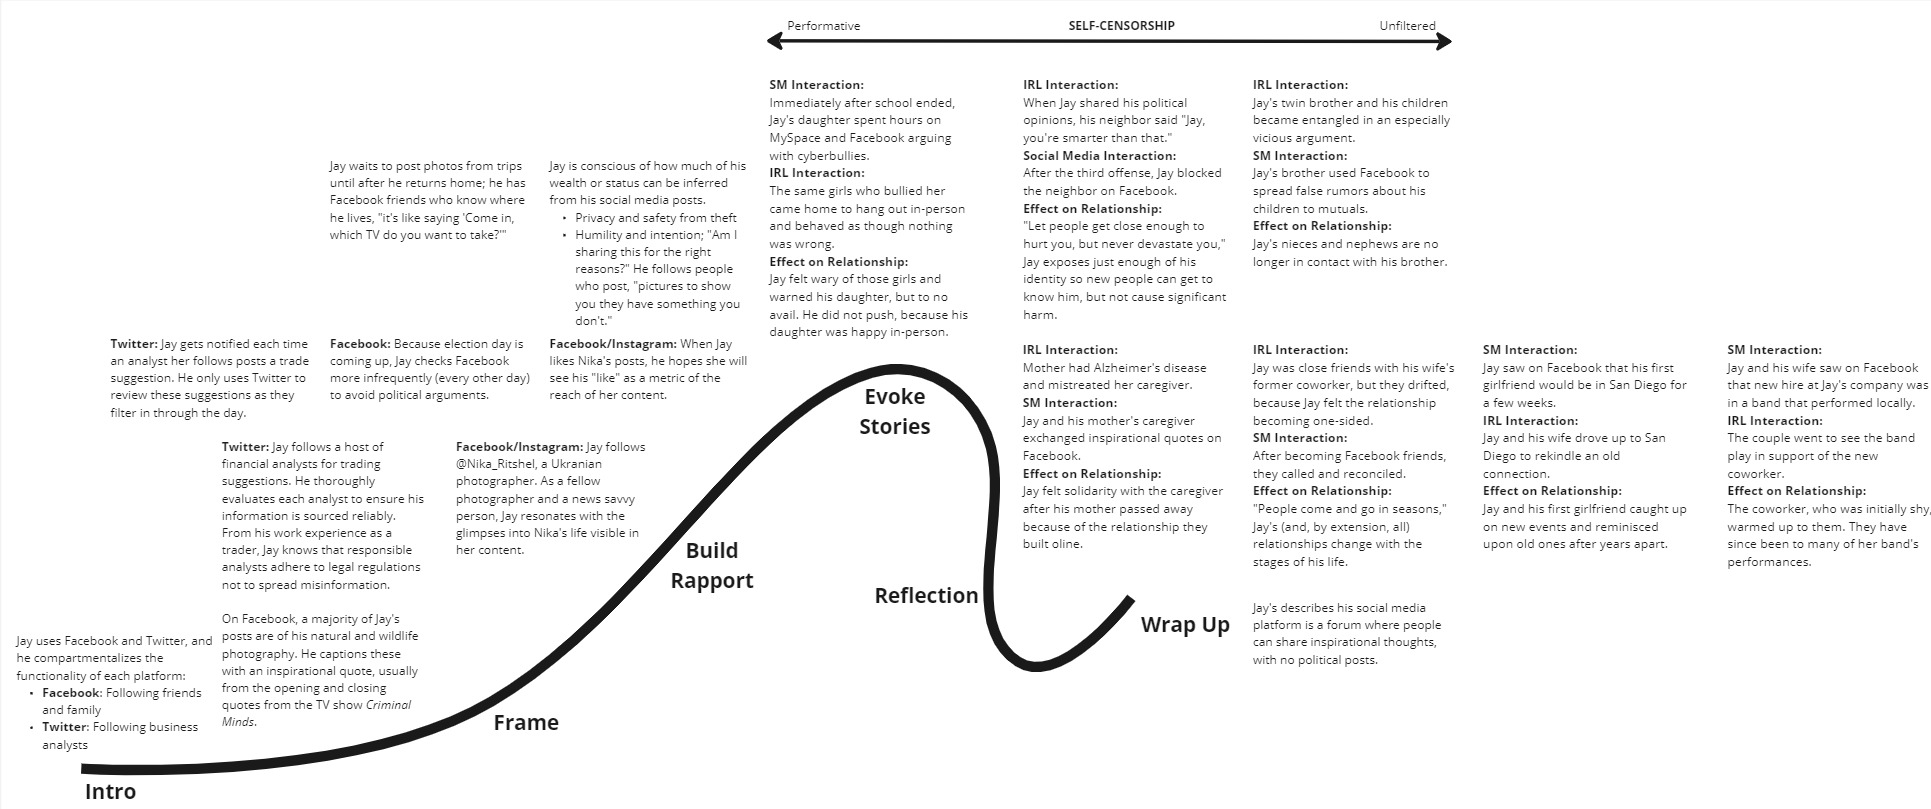 Performative
SELF-CENSORSHIP
Unfiltered
SM Interaction:
Immediately after school ended,
Jay's daughter spent hours on
MySpace and Facebook arguing
with cyberbullies.
IRL Interaction:
The same girls who bullied her
came home to hang out in-person
and behaved as though nothing
was wrong.
Effect on Relationship:
Jay felt wary of those girls and
warned his daughter, but to no
avail. He did not push, because his
daughter was happy in-person.
IRL Interaction:
When Jay shared his political
opinions, his neighbor said "Jay,
you're smarter than that."
Social Media Interaction:
After the third offense, Jay blocked
the neighbor on Facebook.
Effect on Relationship:
"Let people get close enough to
hurt you, but never devastate you,"
Jay exposes just enough of his
identity so new people can get to
know him, but not cause significant
harm.
IRL Interaction:
Jay's twin brother and his children
became entangled in an especially
vicious argument.
SM Interaction:
Jay's brother used Facebook to
spread false rumors about his
children to mutuals.
Effect on Relationship:
Jay's nieces and nephews are no
longer in contact with his brother.
Jay waits to post photos from trips
until after he returns home; he has
Facebook friends who know where
he lives, "it's like saying 'Come in,
which TV do you want to take?'"
Jay is conscious of how much of his
wealth or status can be inferred
from his social media posts.
• Privacy and safety from theft
• Humility and intention; "Am I
sharing this for the right
reasons?" He follows people
who post, "pictures to show
you they have something you
don't."
Twitter: Jay gets notified each time
an analyst her follows posts a trade
suggestion. He only uses Twitter to
review these suggestions as they
filter in through the day.
Facebook: Because election day is
coming up, Jay checks Facebook
more infrequently (every other day)
to avoid political arguments.
Facebook/Instagram: When Jay
likes Nika's posts, he hopes she will
see his "like" as a metric of the
reach of her content.
IRL Interaction:
Mother had Alzheimer's disease
and mistreated her caregiver.
SM Interaction:
Jay and his mother's caregiver
exchanged inspirational quotes on
Facebook.
Effect on Relationship:
Jay felt solidarity with the caregiver
after his mother passed away
because of the relationship they
built oline.
IRL Interaction:
Jay was close friends with his wife's
former coworker, but they drifted,
because Jay felt the relationship
becoming one-sided.
SM Interaction:
After becoming Facebook friends,
they called and reconciled.
Effect on Relationship:
"People come and go in seasons,"
Jay's (and, by extension, all)
relationships change with the
stages of his life.
SM Interaction:
Jay saw on Facebook that his first
girlfriend would be in San Diego for
a few weeks.
IRL Interaction:
Jay and his wife drove up to San
Diego to rekindle an old
connection.
Effect on Relationship:
Jay and his first girlfriend caught up
on new events and reminisced
upon old ones after years apart.
SM Interaction:
Jay and his wife saw on Facebook
that new hire at Jay's company was
in a band that performed locally.
IRL Interaction:
The couple went to see the band
play in support of the new
coworker.
Effect on Relationship:
The coworker, who was initially shy,
warmed up to them. They have
since been to many of her band's
performances.
Twitter: Jay follows a host of
financial analysts for trading
suggestions. He thoroughly
evaluates each analyst to ensure his
information is sourced reliably.
From his work experience as a
trader, Jay knows that responsible
analysts adhere to legal regulations
not to spread misinformation.
On Facebook, a majority of Jay's
posts are of his natural and wildlife
photography. He captions these
with an inspirational quote, usually
from the opening and closing
quotes from the TV show Criminal
Minds.
Facebook/Instagram: Jay follows
@Nika_Ritshel, a Ukranian
photographer. As a fellow
photographer and a news savvy
person, Jay resonates with the
glimpses into Nika's life visible in
her content.
Jay uses Facebook and Twitter, and
he compartmentalizes the
functionality of each platform:
• Facebook: Following friends
and family
• Twitter: Following business
analysts
Intro
Frame
Build
Rapport
Evoke
Stories
Reflection
Wrap Up
Jay's describes his social media
platform is a forum where people
can share inspirational thoughts,
with no political posts.